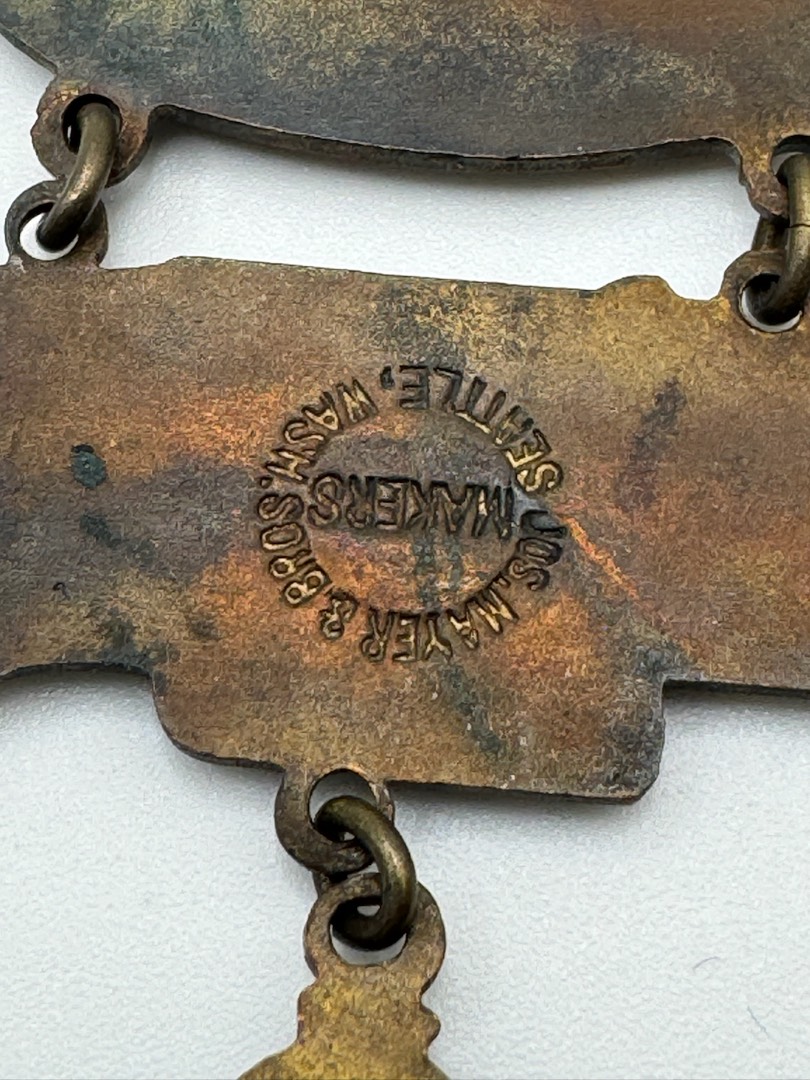 JOS. MAYER & BROS.
MAKERS
SEATTLE, WASH.